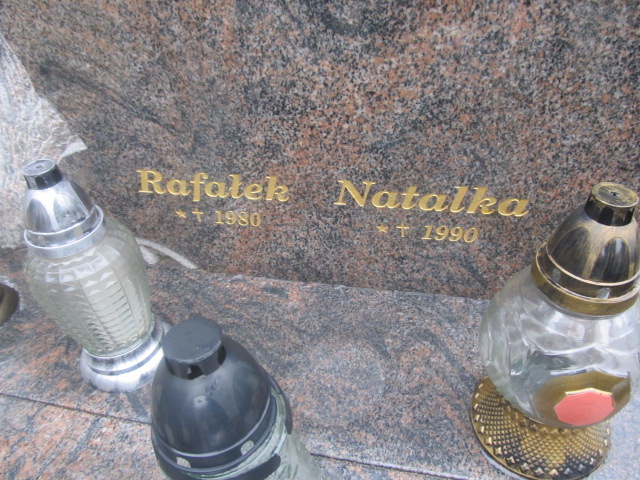 Rafałek
* † 1980
Natalka
* † 1990